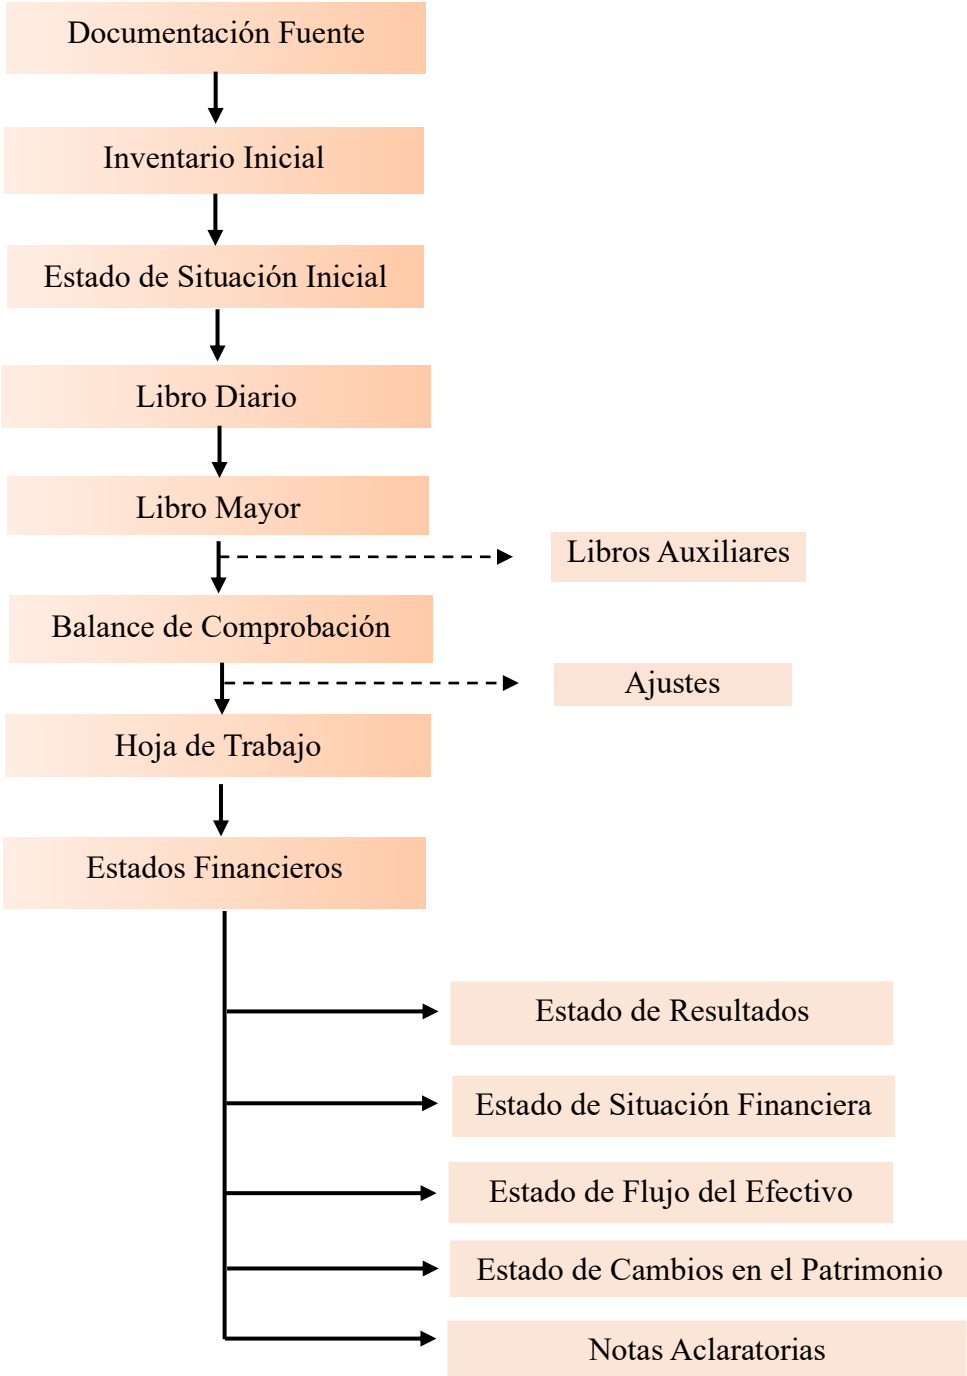 Documentación Fuente
Inventario Inicial
Estado de Situación Inicial
Libro Diario
Libro Mayor
Libros Auxiliares
Balance de Comprobación
Ajustes
Hoja de Trabajo
Estados Financieros
Estado de Resultados
Estado de Situación Financiera
Estado de Flujo del Efectivo
Estado de Cambios en el Patrimonio
Notas Aclaratorias